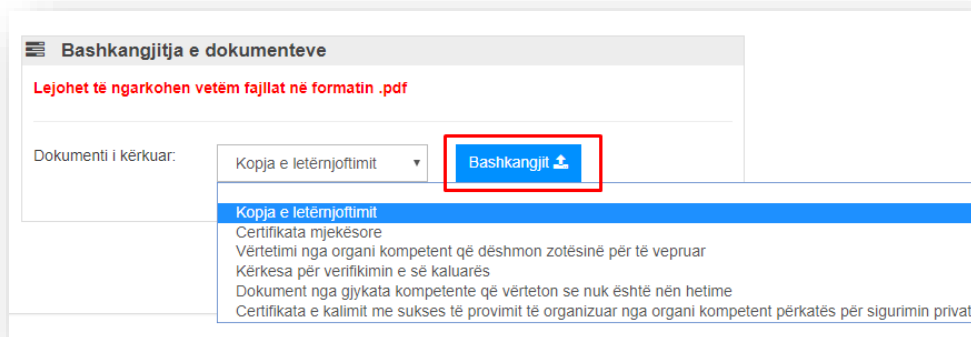 Bashkangjitja e dokumenteve
Lejohet të ngarkohen vetëm fajllat në formatin .pdf
Dokumenti i kërkuar:
Kopja e letërnjoftimit
Bashkangjit
Kopja e letërnjoftimit
Certifikata mjekësore
Vërtetimi nga organi kompetent që dëshmon zotësinë për të vepruar
Kërkesa për verifikimin e së kaluarës
Dokument nga gjykata kompetente që vërteton se nuk është nën hetime
Certifikata e kalimit me sukses të provimit të organizuar nga organi kompetent përkatës për sigurimin privat